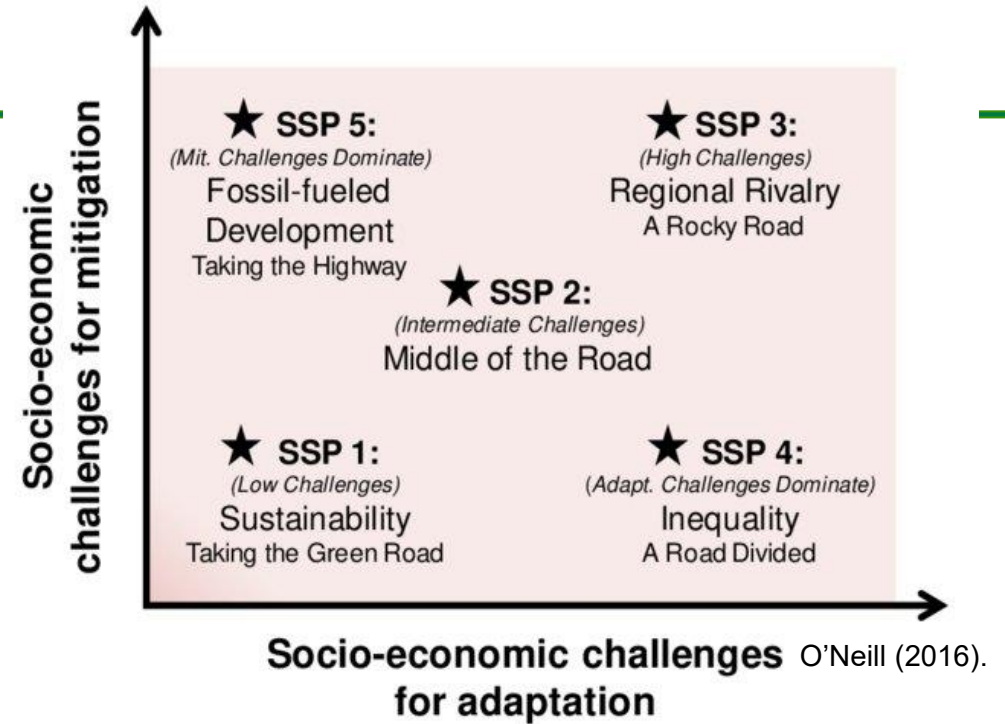 Socio-economic
challenges for mitigation
SSP 5:
(Mit. Challenges Dominate)
Fossil-fueled
Development
Taking the Highway
SSP 3:
(High Challenges)
Regional Rivalry
A Rocky Road
SSP 2:
(Intermediate Challenges)
Middle of the Road
SSP 1:
(Low Challenges)
Sustainability
Taking the Green Road
SSP 4:
(Adapt. Challenges Dominate)
Inequality
A Road Divided
Socio-economic challenges
for adaptation
O’Neill (2016).